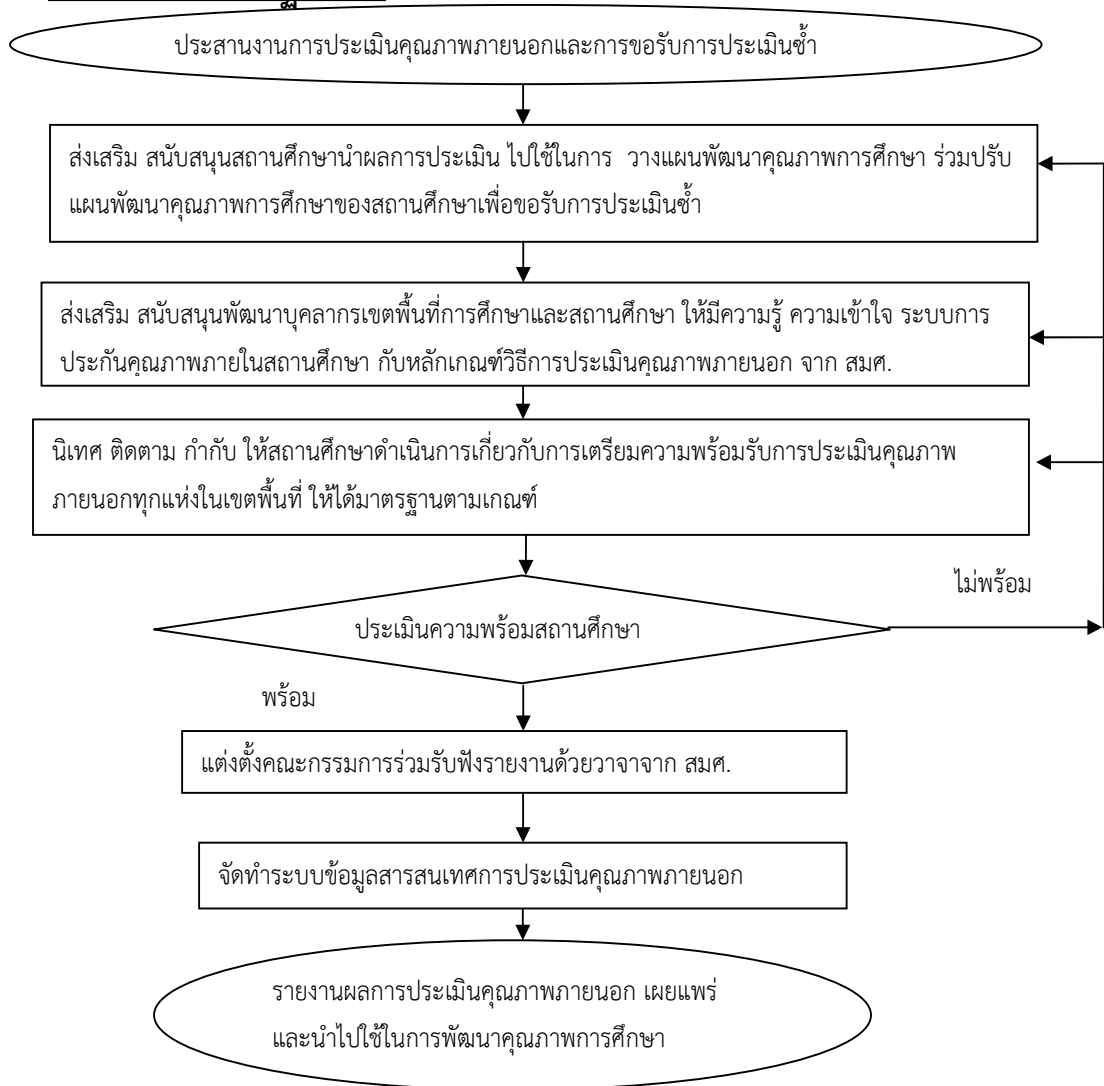 ประสานงานการประเมินคุณภาพภายนอกและการขอรับการประเมินซ้ำ
ส่งเสริม สนับสนุนสถานศึกษานำผลการประเมิน ไปใช้ในการ วางแผนพัฒนาคุณภาพการศึกษา ร่วมปรับ
แผนพัฒนาคุณภาพการศึกษาของสถานศึกษาเพื่อขอรับการประเมินซ้ำ
ส่งเสริม สนับสนุนพัฒนาบุคลากรเขตพื้นที่การศึกษาและสถานศึกษา ให้มีความรู้ ความเข้าใจ ระบบการ
ประกันคุณภาพภายในสถานศึกษา กับหลักเกณฑ์วิธีการประเมินคุณภาพภายนอก จาก สมศ.
นิเทศ ติดตาม กำกับ ให้สถานศึกษาดำเนินการเกี่ยวกับการเตรียมความพร้อมรับการประเมินคุณภาพ
ภายนอกทุกแห่งในเขตพื้นที่ ให้ได้มาตรฐานตามเกณฑ์
ไม่พร้อม
ประเมินความพร้อมสถานศึกษา
พร้อม
แต่งตั้งคณะกรรมการร่วมรับฟังรายงานด้วยวาจาจาก สมศ.
จัดทำระบบข้อมูลสารสนเทศการประเมินคุณภาพภายนอก
รายงานผลการประเมินคุณภาพภายนอก เผยแพร่
และนำไปใช้ในการพัฒนาคุณภาพการศึกษา